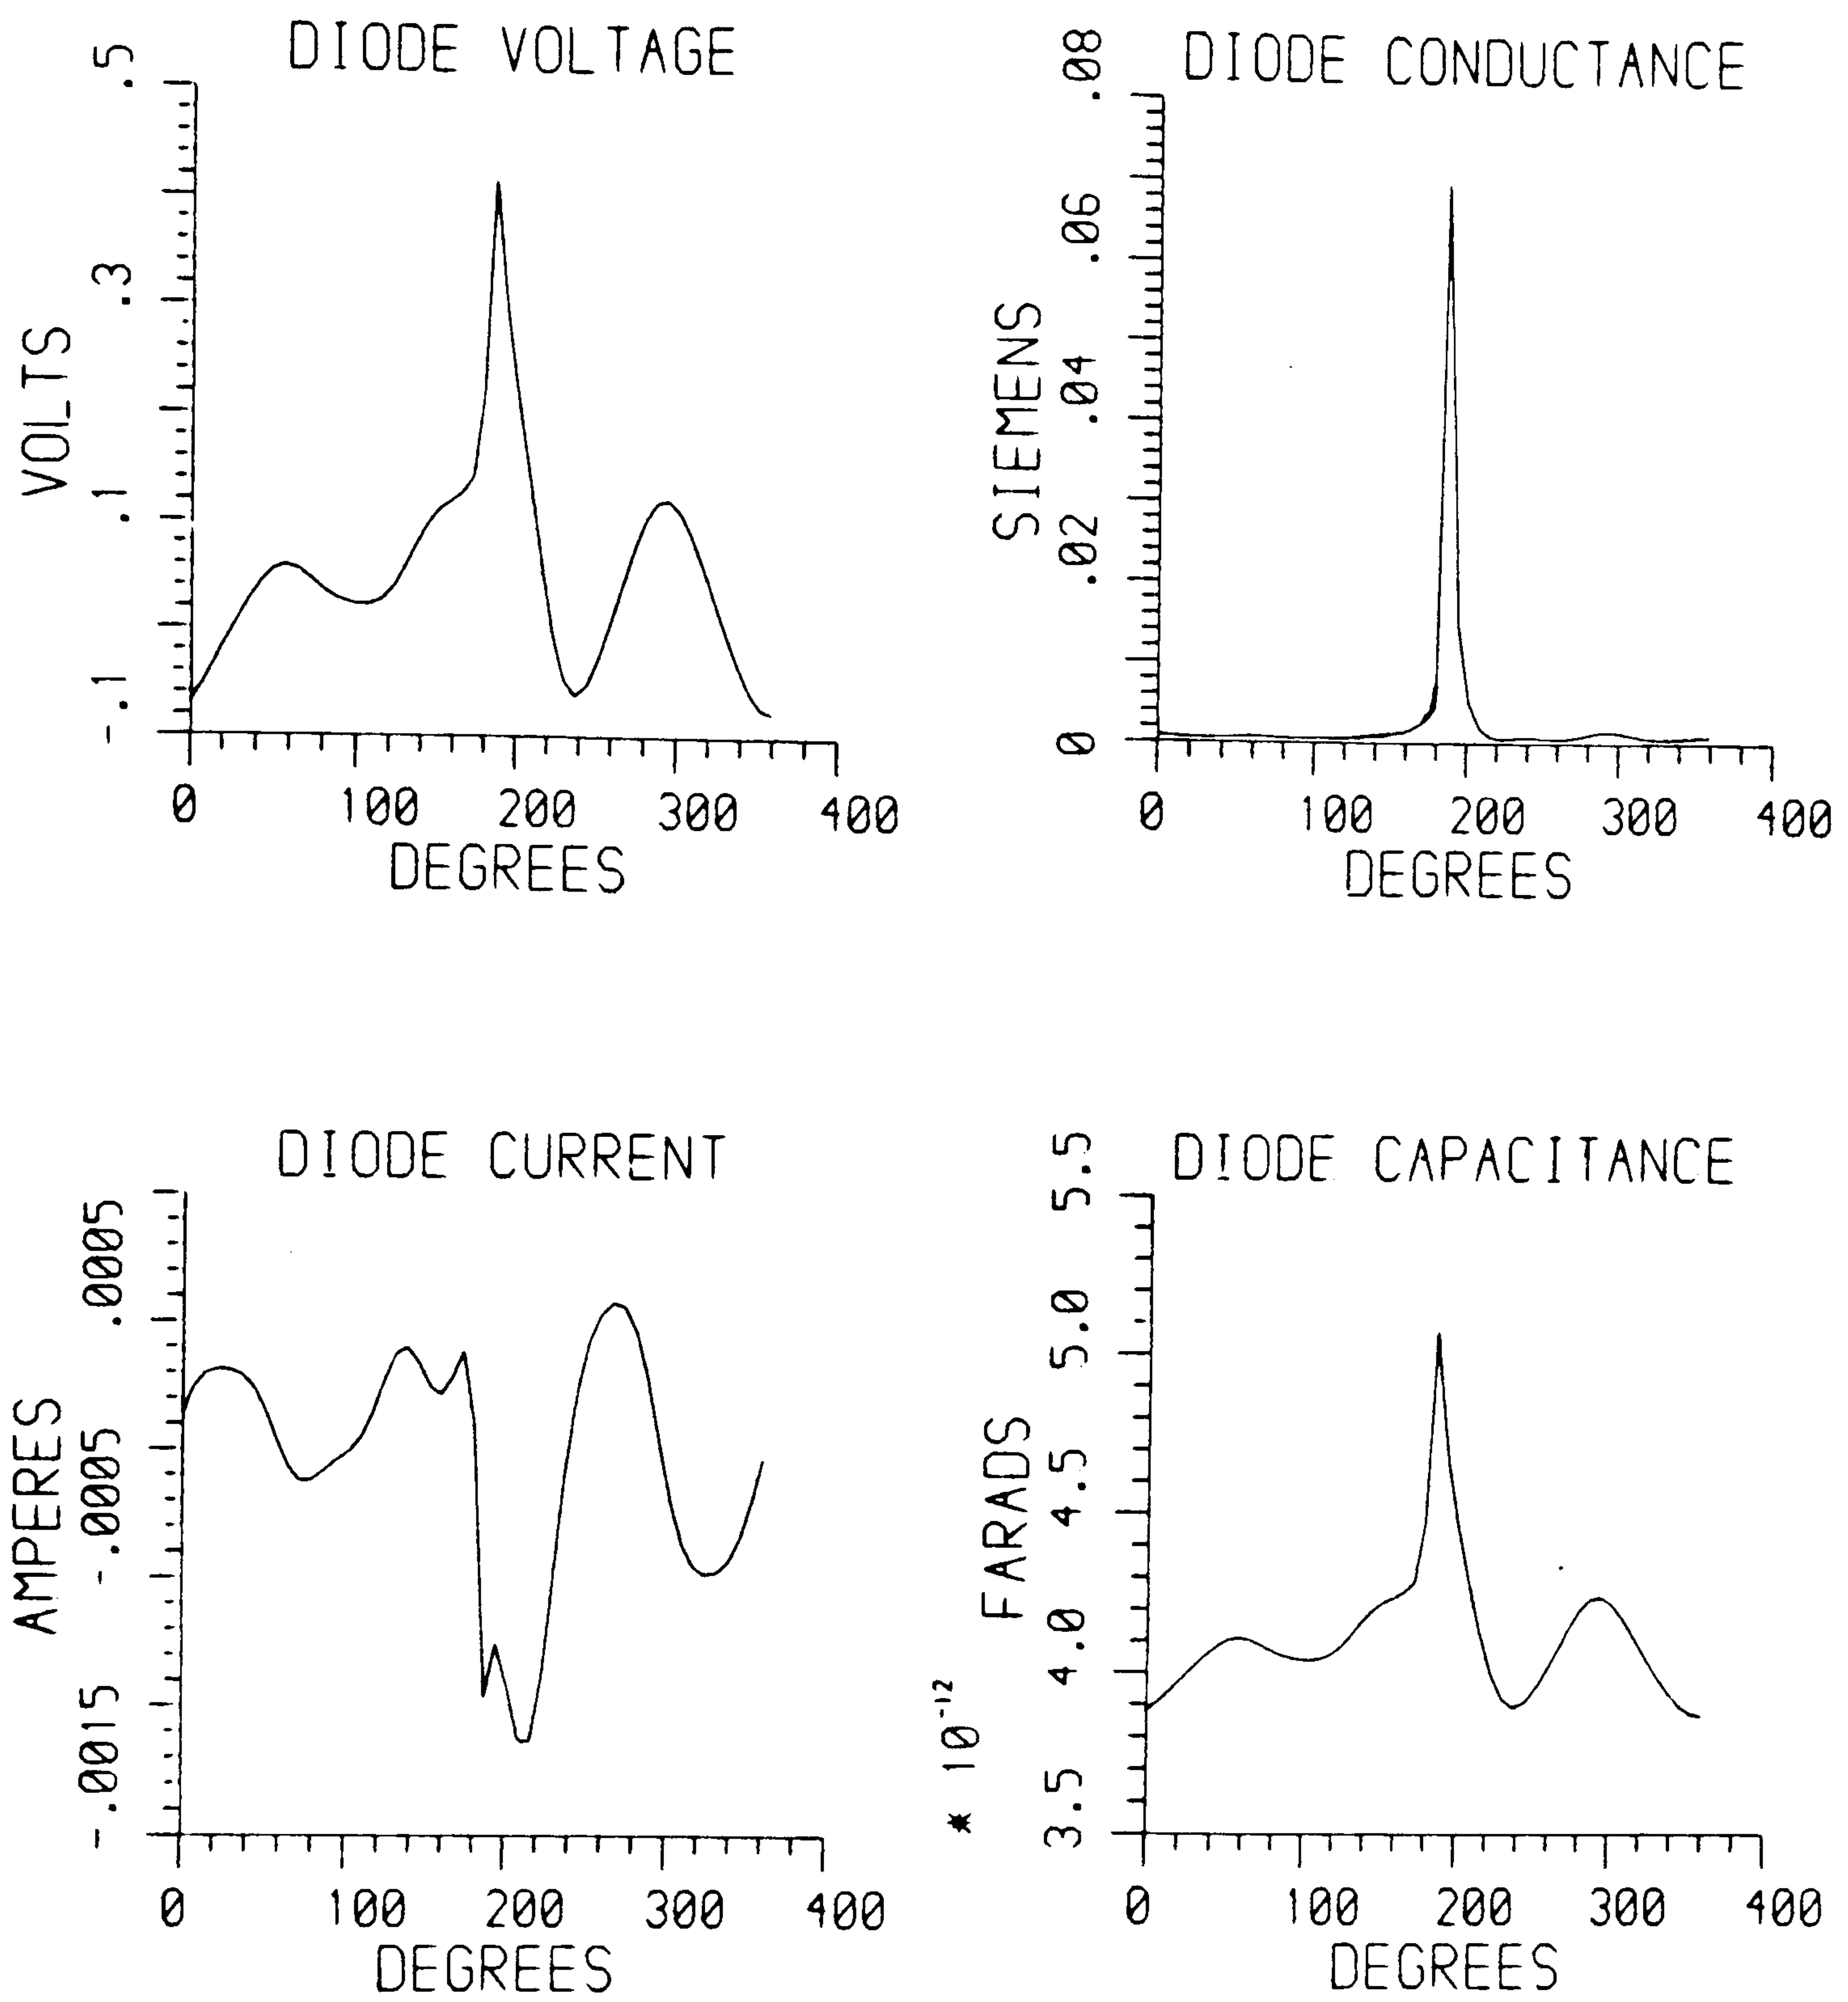 DIODE VOLTAGE
VOLTS
.5
.3
.1
-.1
0 100 200 300 400
DEGREES
DIODE CONDUCTANCE
SIEMENS
.08
.06
.04
.02
0
0 100 200 300 400
DEGREES
DIODE CURRENT
AMPERES
.0005
-.0005
-.0015
0 100 200 300 400
DEGREES
DIODE CAPACITANCE
FARADS
* 10-12
5.5
5.0
4.5
4.0
3.5
0 100 200 300 400
DEGREES